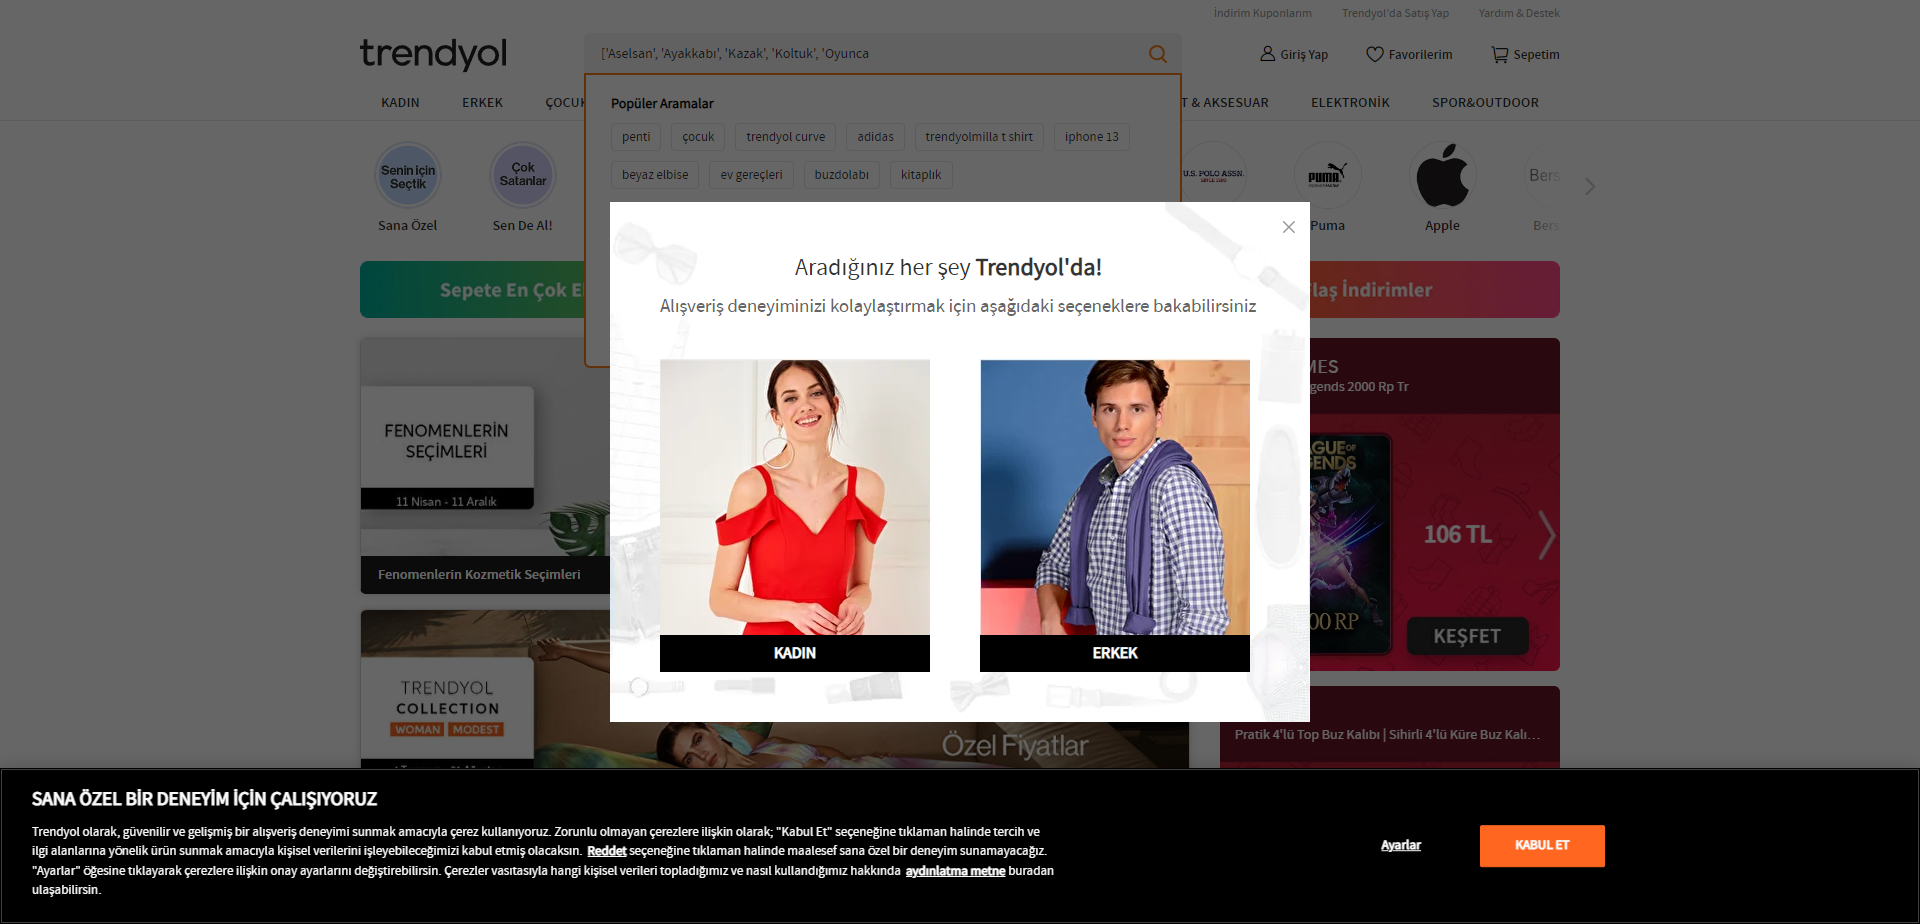 İndirim Kuponlarım
Trendyol'da Satış Yap
Yardım & Destek
trendyol
['Aselsan', 'Ayakkabı', 'Kazak', 'Koltuk', 'Oyunca
Giriş Yap
Favorilerim
Sepetim
KADIN
ERKEK
ÇOCUK
T & AKSESUAR
ELEKTRONİK
SPOR&OUTDOOR
Popüler Aramalar
penti
çocuk
trendyol curve
adidas
trendyolmilla t shirt
iphone 13
beyaz elbise
ev gereçleri
buzdolabı
kitaplık
Senin için
Seçtik
Çok
Satanlar
U.S. POLO ASSN.
SINCE 1890
PUMA
Bers
Sana Özel
Sen De Al!
Puma
Apple
Bers
Sepete En Çok E
laş İndirimler
Aradığınız her şey Trendyol'da!
Alışveriş deneyiminizi kolaylaştırmak için aşağıdaki seçeneklere bakabilirsiniz
KADIN
ERKEK
FENOMENLERİN
SEÇİMLERİ
11 Nisan - 11 Aralık
Fenomenlerin Kozmetik Seçimleri
MES
gends 2000 Rp Tr
GUE OF
ENDS
106 TL
00 RP
KEŞFET
TRENDYOL
COLLECTION
WOMAN
MODEST
Özel Fiyatlar
Pratik 4'lü Top Buz Kalıbı | Sihirli 4'lü Küre Buz Kalı...
SANA ÖZEL BİR DENEYİM İÇİN ÇALIŞIYORUZ
Trendyol olarak, güvenilir ve gelişmiş bir alışveriş deneyimi sunmak amacıyla çerez kullanıyoruz. Zorunlu olmayan çerezlere ilişkin olarak; "Kabul Et" seçeneğine tıklaman halinde tercih ve
ilgi alanlarına yönelik ürün sunmak amacıyla kişisel verilerini işleyebileceğimizi kabul etmiş olacaksın. Reddet seçeneğine tıklaman halinde maalesef sana özel bir deneyim sunamayacağız.
"Ayarlar" öğesine tıklayarak çerezlere ilişkin onay ayarlarını değiştirebilirsin. Çerezler vasıtasıyla hangi kişisel verileri topladığımız ve nasıl kullandığımız hakkında aydınlatma metne buradan
ulaşabilirsin.
Ayarlar
KABUL ET